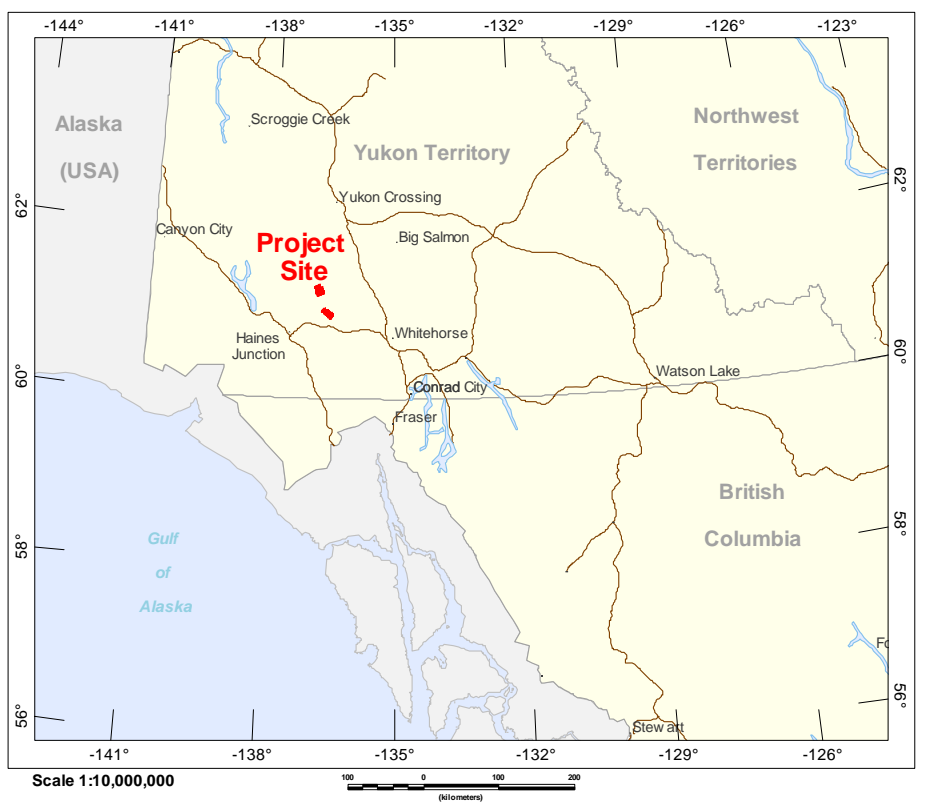 -144° -141° -138° -135° -132° -129° -126° -123°
Alaska
(USA)
Scroggie Creek
Northwest
Territories
Yukon Territory
62°
62°
Yukon Crossing
Canyon City
Big Salmon
Project
Site
Haines
Junction
Whitehorse
60°
60°
Watson Lake
Conrad City
Fraser
British
Columbia
58°
58°
Gulf
of
Alaska
Fo
56°
56°
Stewart
-141° -138° -135° -132° -129° -126°
Scale 1:10,000,000
100 0 100 200
(kilometers)